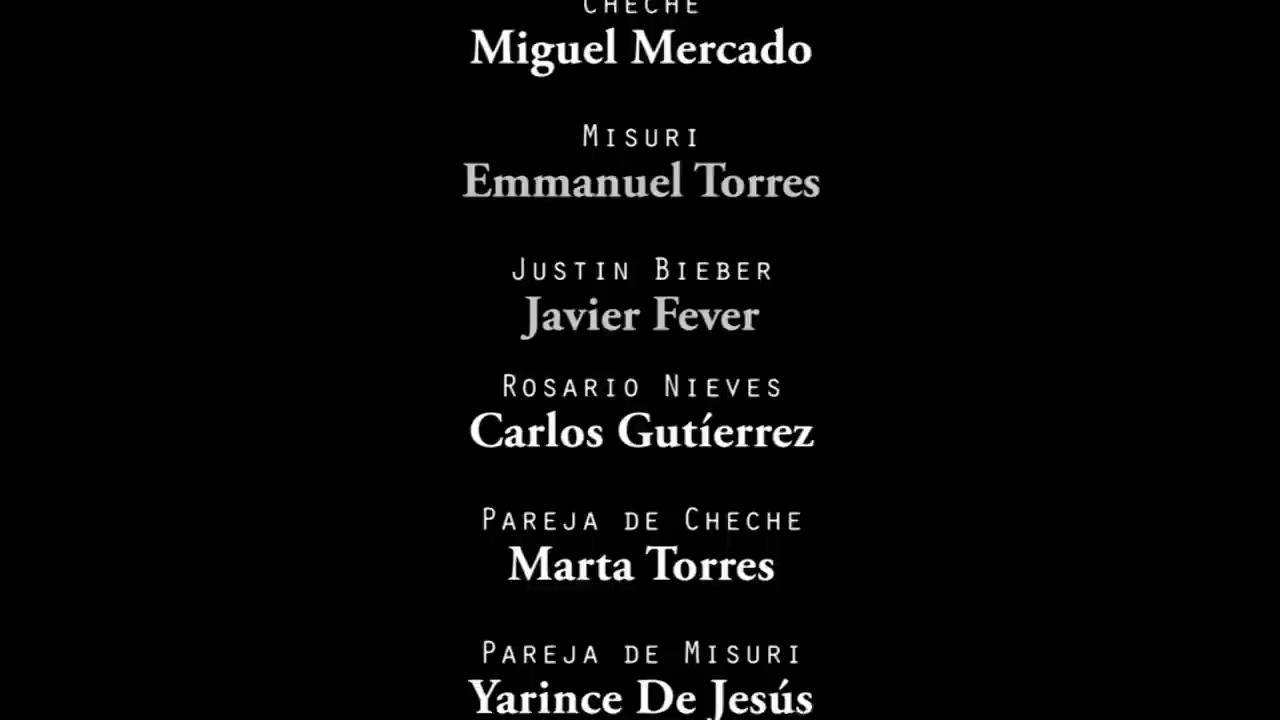 CHECHE
Miguel Mercado
MISURI
Emmanuel Torres
JUSTIN BIEBER
Javier Fever
ROSARIO NIEVES
Carlos Gutíerrez
PAREJA DE CHECHE
Marta Torres
PAREJA DE MISURI
Yarince De Jesús